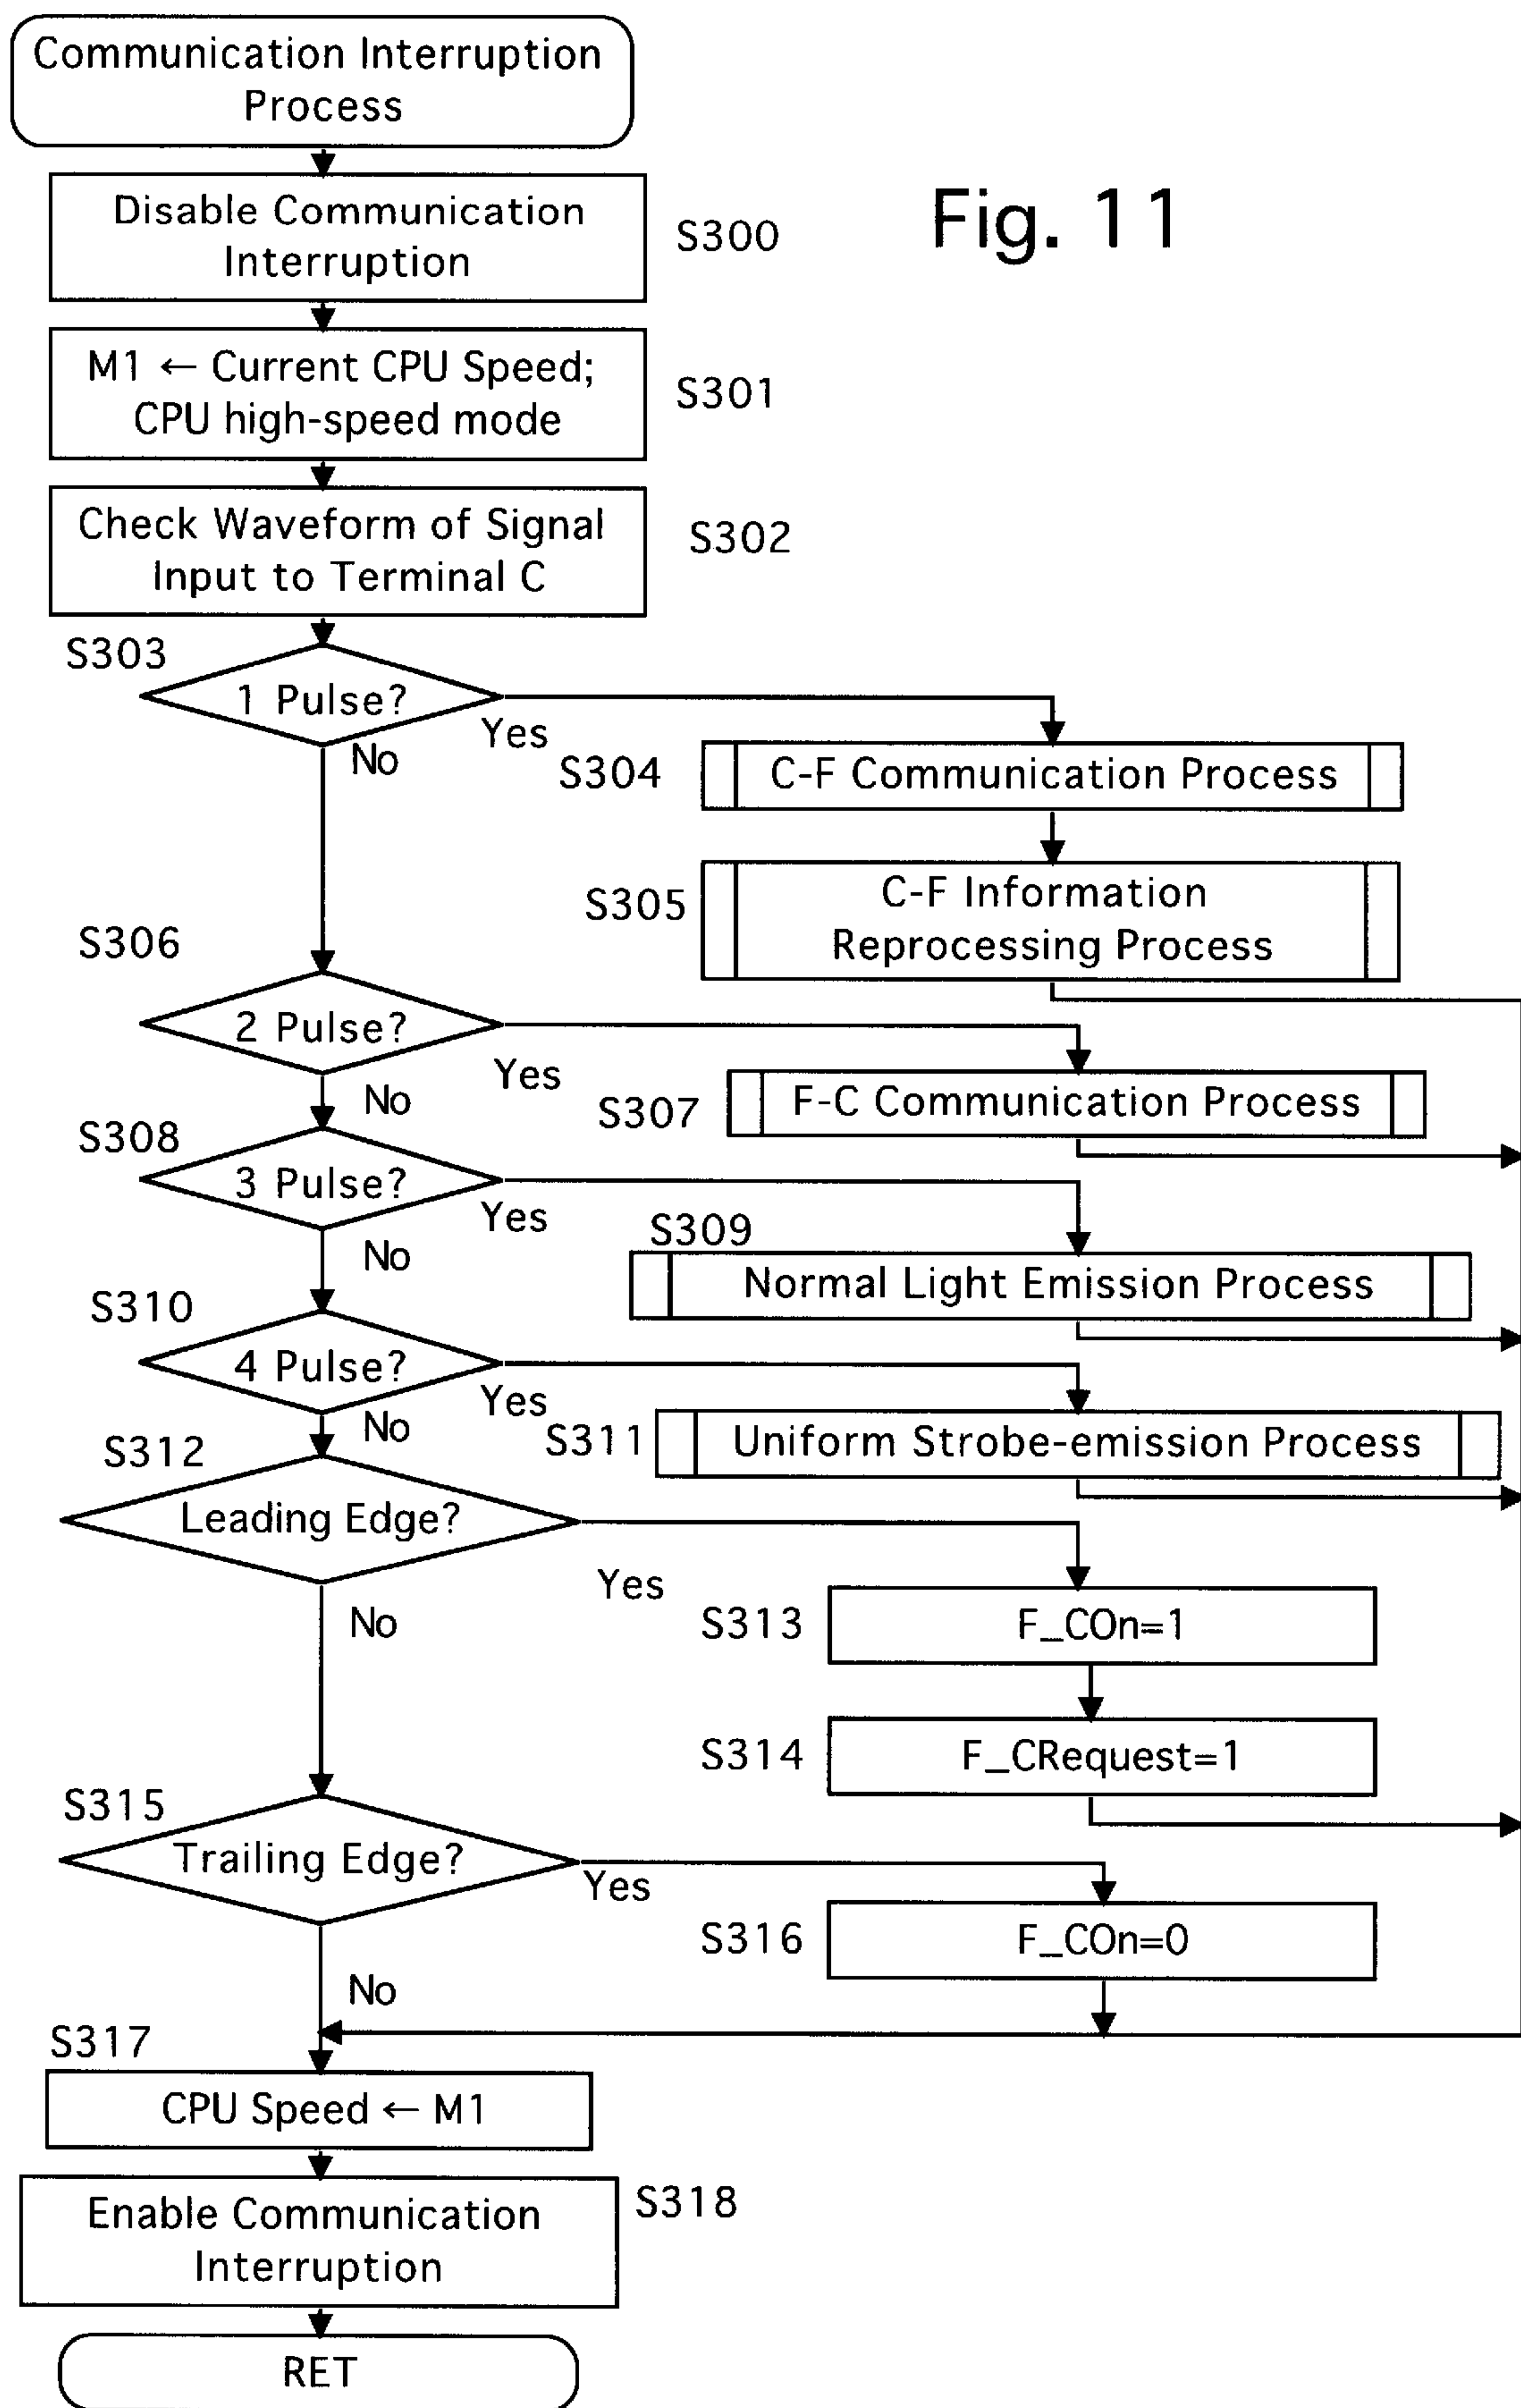 Communication Interruption
Process
Disable Communication
Interruption
S300
Fig. 11
M1 ← Current CPU Speed;
CPU high-speed mode
S301
Check Waveform of Signal
Input to Terminal C
S302
S303
1 Pulse?
Yes
No
S304
C-F Communication Process
S305
C-F Information
Reprocessing Process
S306
2 Pulse?
Yes
No
S307
F-C Communication Process
S308
3 Pulse?
Yes
No
S309
Normal Light Emission Process
S310
4 Pulse?
Yes
No
S311
Uniform Strobe-emission Process
S312
Leading Edge?
Yes
No
S313
F_COn=1
S314
F_CRequest=1
S315
Trailing Edge?
Yes
No
S316
F_COn=0
S317
CPU Speed ← M1
Enable Communication
Interruption
S318
RET